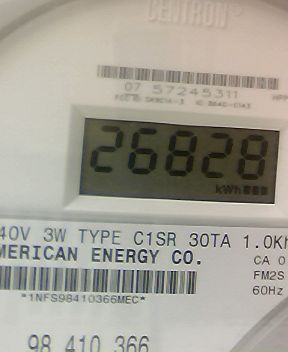 CENTRON®
07 57245311
26828
kWh
40V 3W TYPE C1SR 30TA 1.0Kh
MERICAN ENERGY CO.
CA 0
FM2S
60Hz
*1NFS98410366MEC*
98 410 366